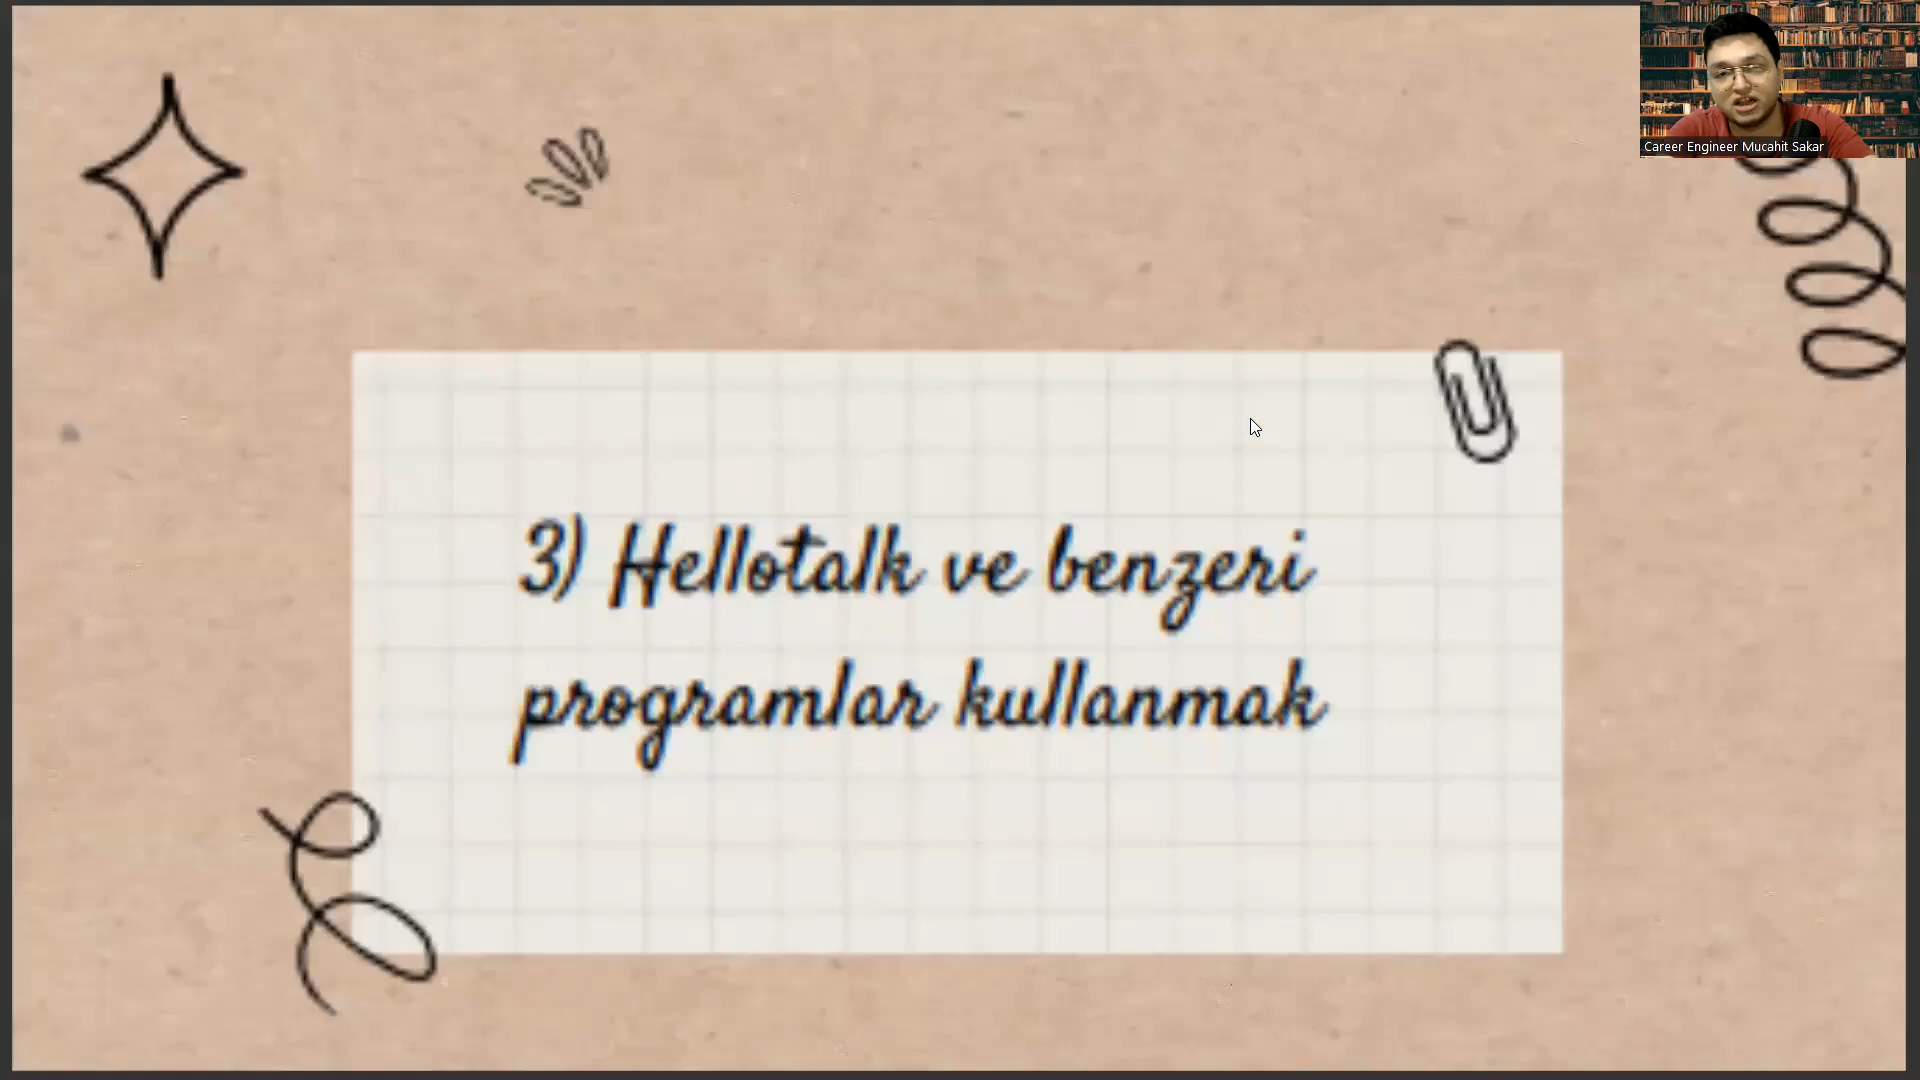 Career Engineer Mucahit Sakar
3) Hellotalk ve benzeri
programlar kullanmak